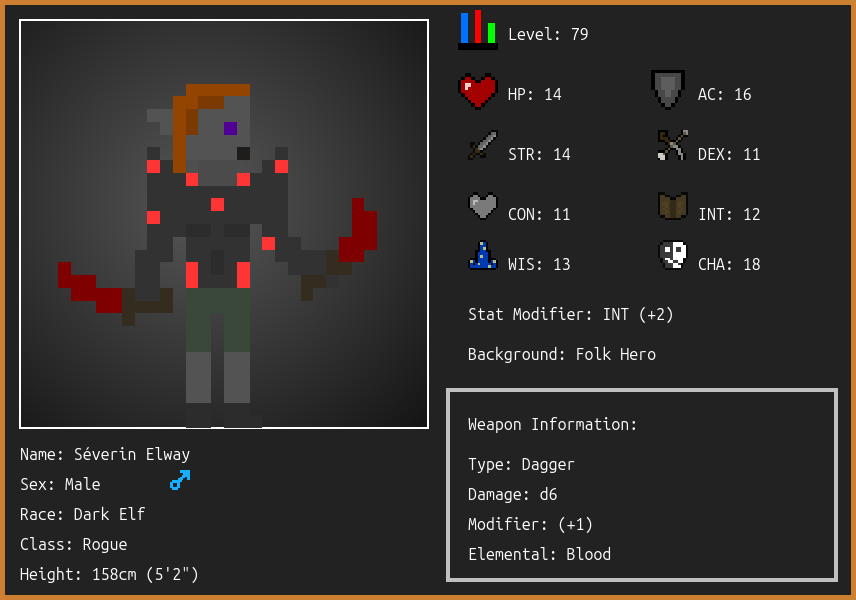 Level: 79
HP: 14
AC: 16
STR: 14
DEX: 11
CON: 11
INT: 12
WIS: 13
CHA: 18
Stat Modifier: INT (+2)
Background: Folk Hero
Weapon Information:
Type: Dagger
Damage: d6
Modifier: (+1)
Elemental: Blood
Name: Séverin Elway
Sex: Male
Race: Dark Elf
Class: Rogue
Height: 158cm (5'2")